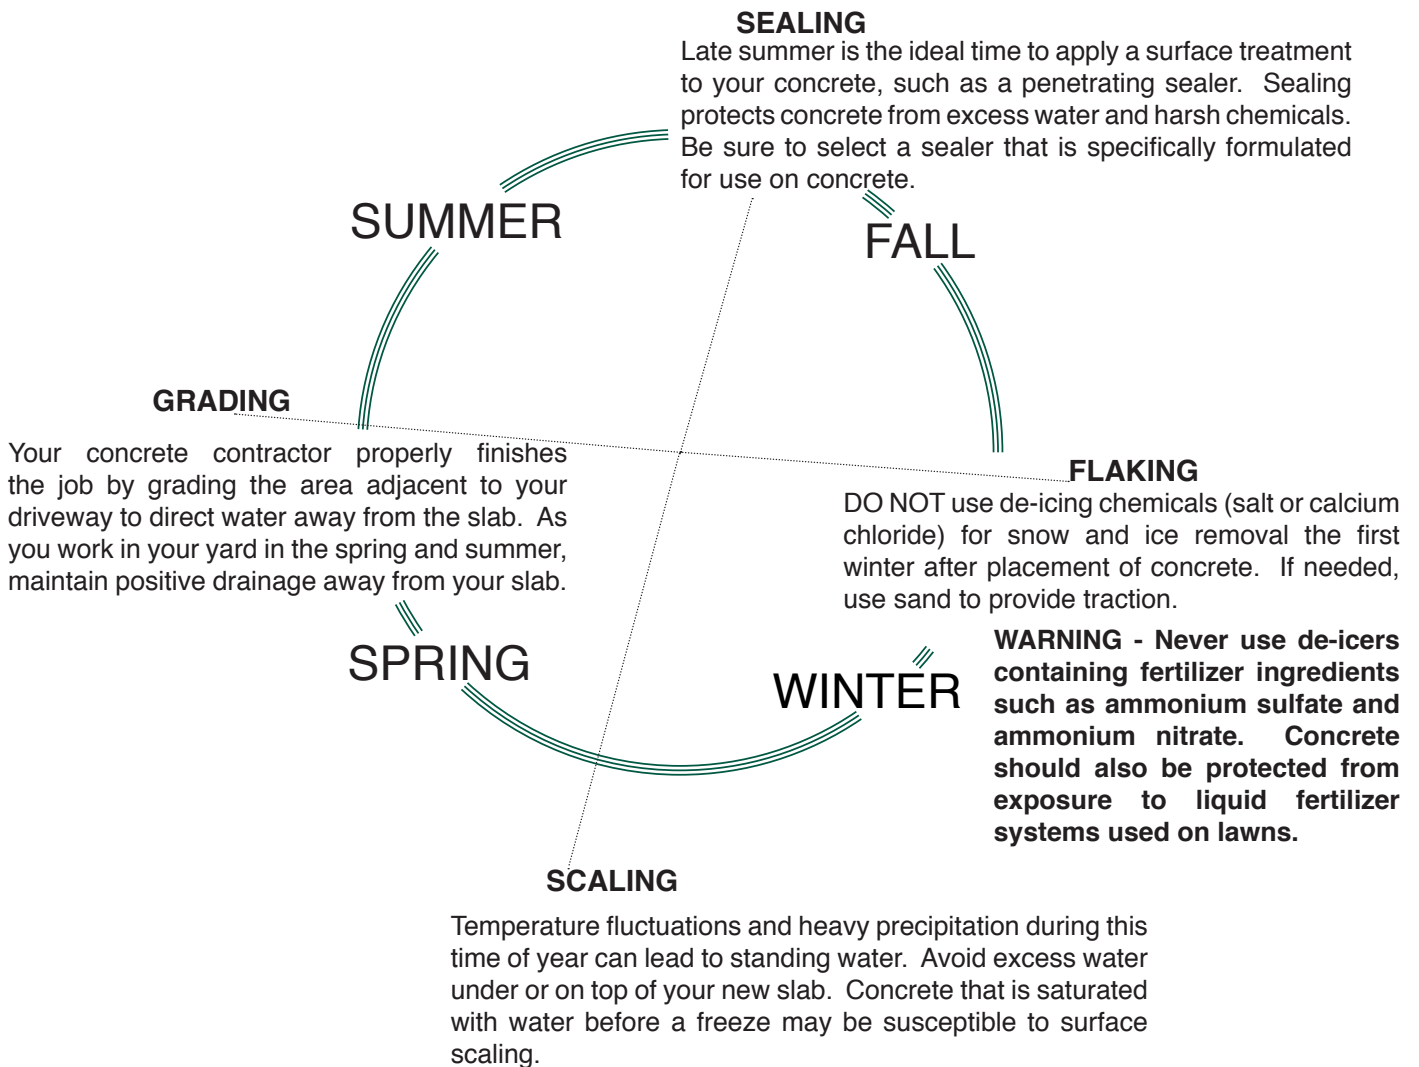 SEALING
Late summer is the ideal time to apply a surface treatment
to your concrete, such as a penetrating sealer.  Sealing
protects concrete from excess water and harsh chemicals.
Be sure to select a sealer that is specifically formulated
for use on concrete.
SUMMER
FALL
GRADING
Your concrete contractor properly finishes
the job by grading the area adjacent to your
driveway to direct water away from the slab.  As
you work in your yard in the spring and summer,
maintain positive drainage away from your slab.
FLAKING
DO NOT use de-icing chemicals (salt or calcium
chloride) for snow and ice removal the first
winter after placement of concrete.  If needed,
use sand to provide traction.
WARNING - Never use de-icers
containing fertilizer ingredients
such as ammonium sulfate and
ammonium nitrate.  Concrete
should also be protected from
exposure to liquid fertilizer
systems used on lawns.
SPRING
WINTER
SCALING
Temperature fluctuations and heavy precipitation during this
time of year can lead to standing water.  Avoid excess water
under or on top of your new slab.  Concrete that is saturated
with water before a freeze may be susceptible to surface
scaling.